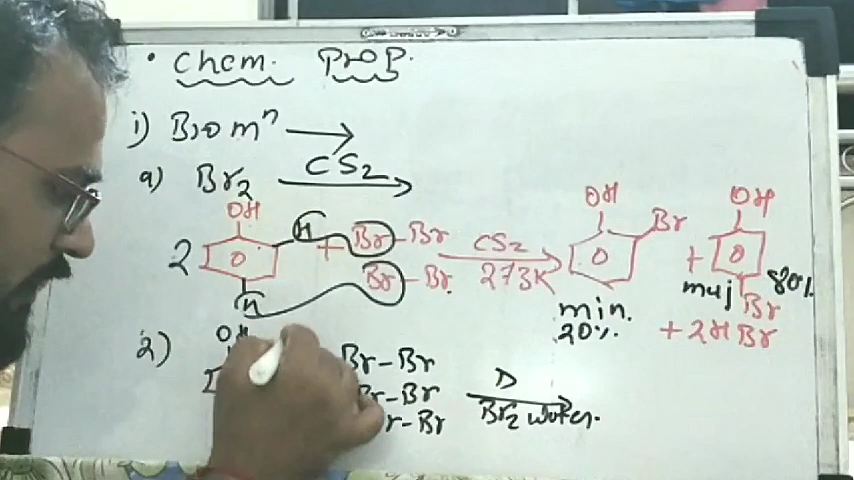 • Chem. Prop.
i) Brom^n →
a) Br2 CS2 →
OH
2 H + Br-Br CS2 273K → OH Br + OH Br
H Br-Br
min. 20% maj 80%
+ 2HBr
2) OH Br-Br
Br-Br Δ Br2 water. →
r-Br